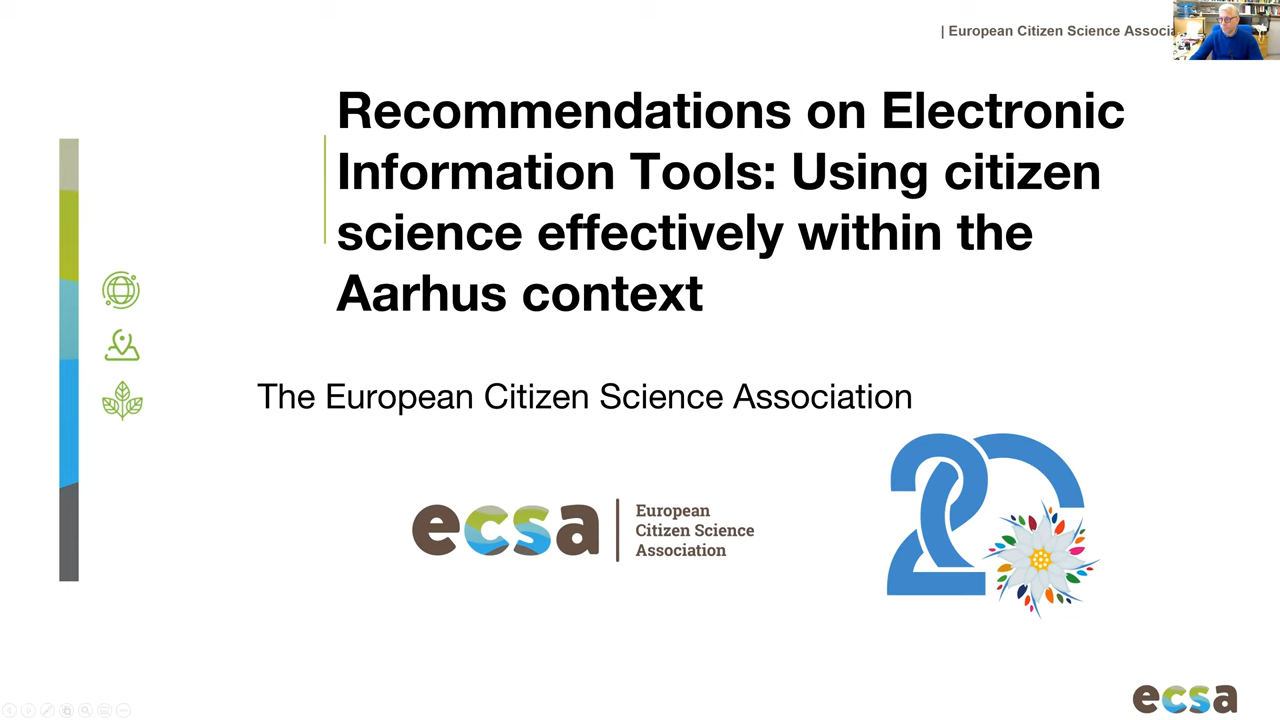 | European Citizen Science Associa
Recommendations on Electronic
Information Tools: Using citizen
science effectively within the
Aarhus context
The European Citizen Science Association
ecsa
European
Citizen Science
Association
20
ecsa